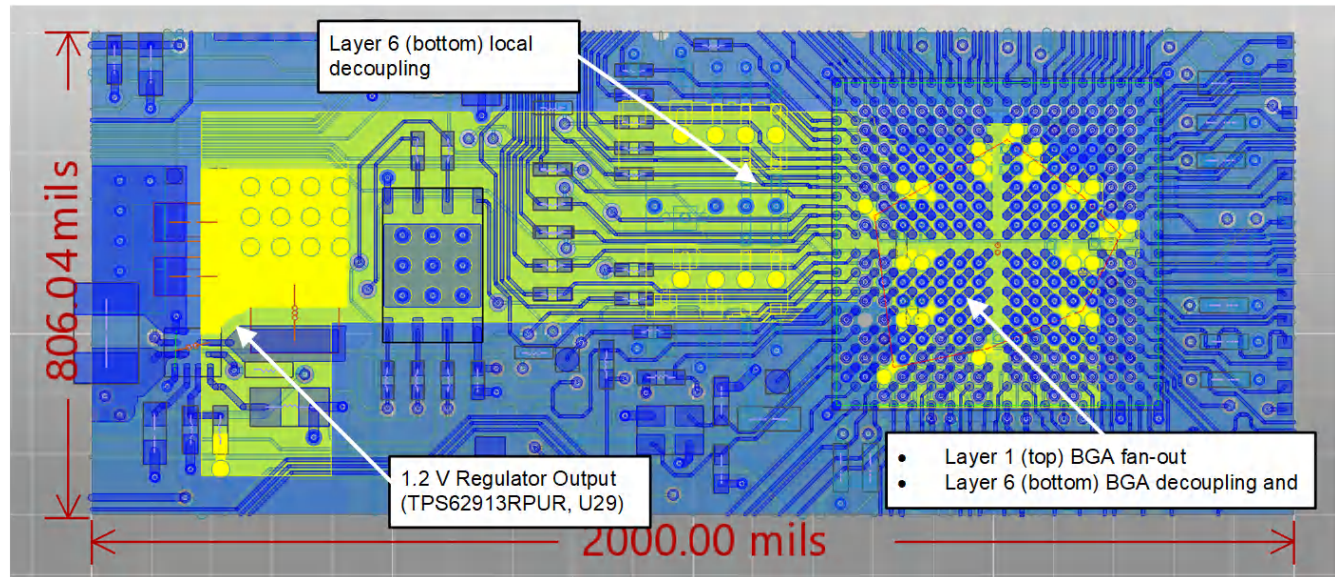 Layer 6 (bottom) local
decoupling
806.04 mils
1.2 V Regulator Output
(TPS62913RPUR, U29)
• Layer 1 (top) BGA fan-out
• Layer 6 (bottom) BGA decoupling and
2000.00 mils